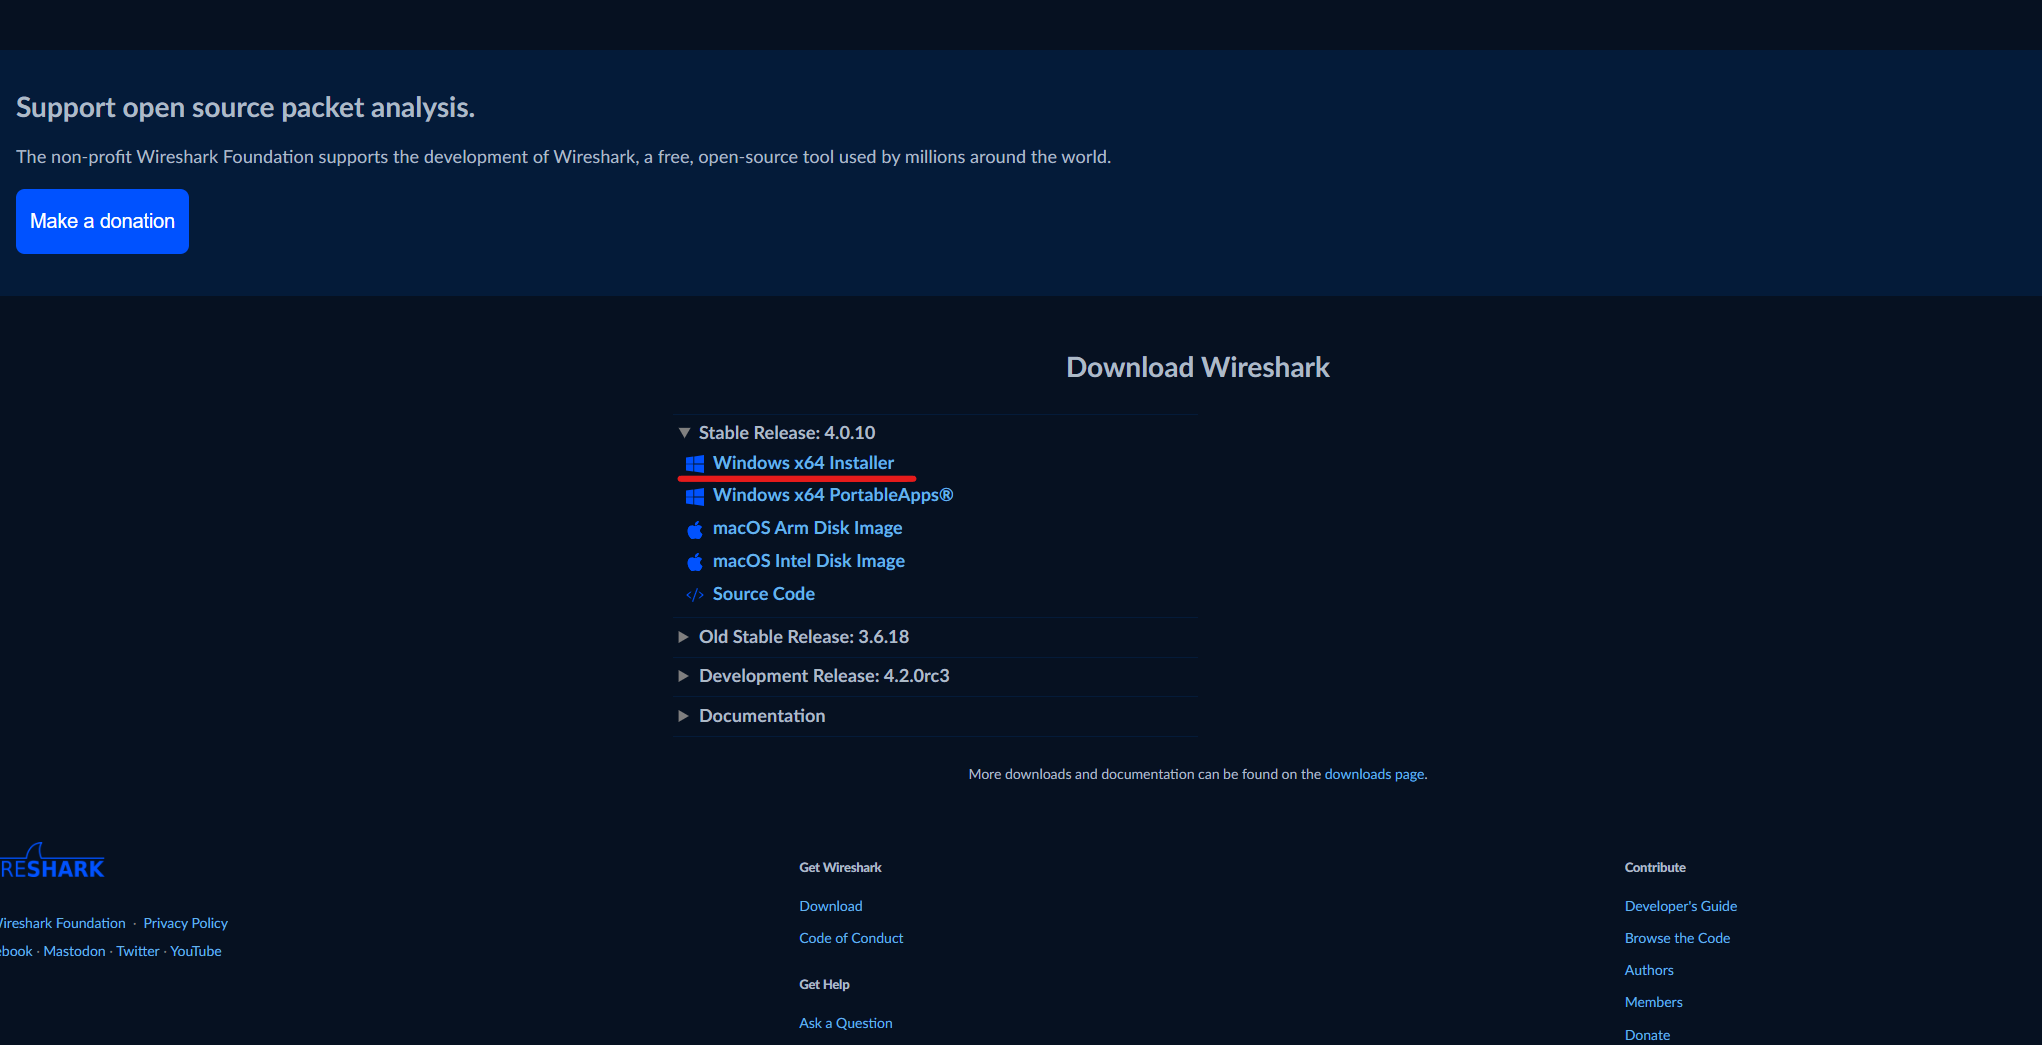 Support open source packet analysis.
The non-profit Wireshark Foundation supports the development of Wireshark, a free, open-source tool used by millions around the world.
Make a donation
Download Wireshark
Stable Release: 4.0.10
Windows x64 Installer
Windows x64 PortableApps®
macOS Arm Disk Image
macOS Intel Disk Image
</> Source Code
Old Stable Release: 3.6.18
Development Release: 4.2.0rc3
Documentation
More downloads and documentation can be found on the downloads page.
RESHARK
ireshark Foundation · Privacy Policy
ebook · Mastodon · Twitter · YouTube
Get Wireshark
Download
Code of Conduct
Get Help
Ask a Question
Contribute
Developer's Guide
Browse the Code
Authors
Members
Donate